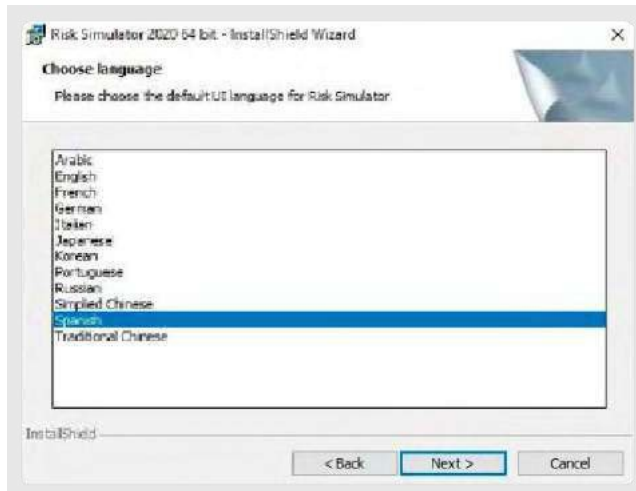 Risk Simulator 2020 64 bit - InstallShield Wizard
Choose language
Please choose the default UI language for Risk Simulator
Arabic
English
French
German
Italian
Japanese
Korean
Portuguese
Russian
Simplied Chinese
Spanish
Traditional Chinese
InstallShield
< Back
Next >
Cancel